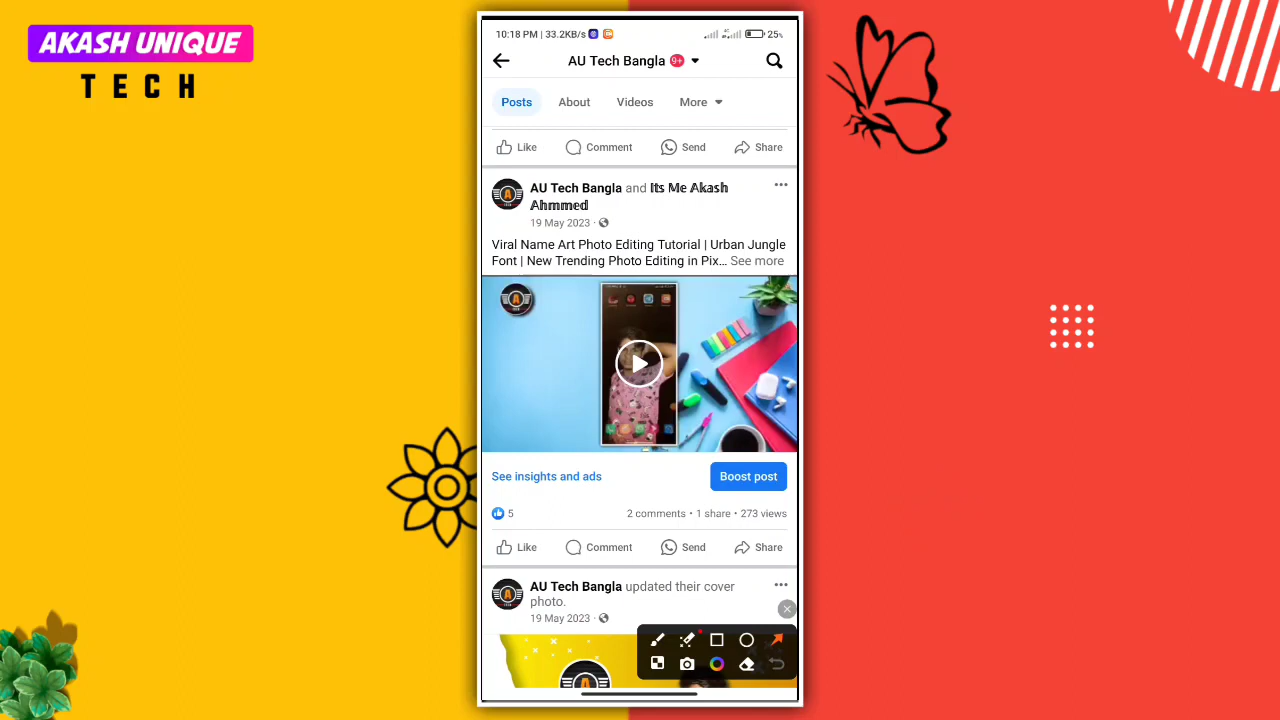 AKASH UNIQUE
TECH
10:18 PM | 33.2KB/s
25%
AU Tech Bangla 9+
Posts
About
Videos
More
Like
Comment
Send
Share
AU Tech Bangla and Its Me Akash
Ahmmed
19 May 2023 ·
Viral Name Art Photo Editing Tutorial | Urban Jungle
Font | New Trending Photo Editing in Pix... See more
See insights and ads
Boost post
5
2 comments • 1 share • 273 views
Like
Comment
Send
Share
AU Tech Bangla updated their cover
photo.
19 May 2023 ·